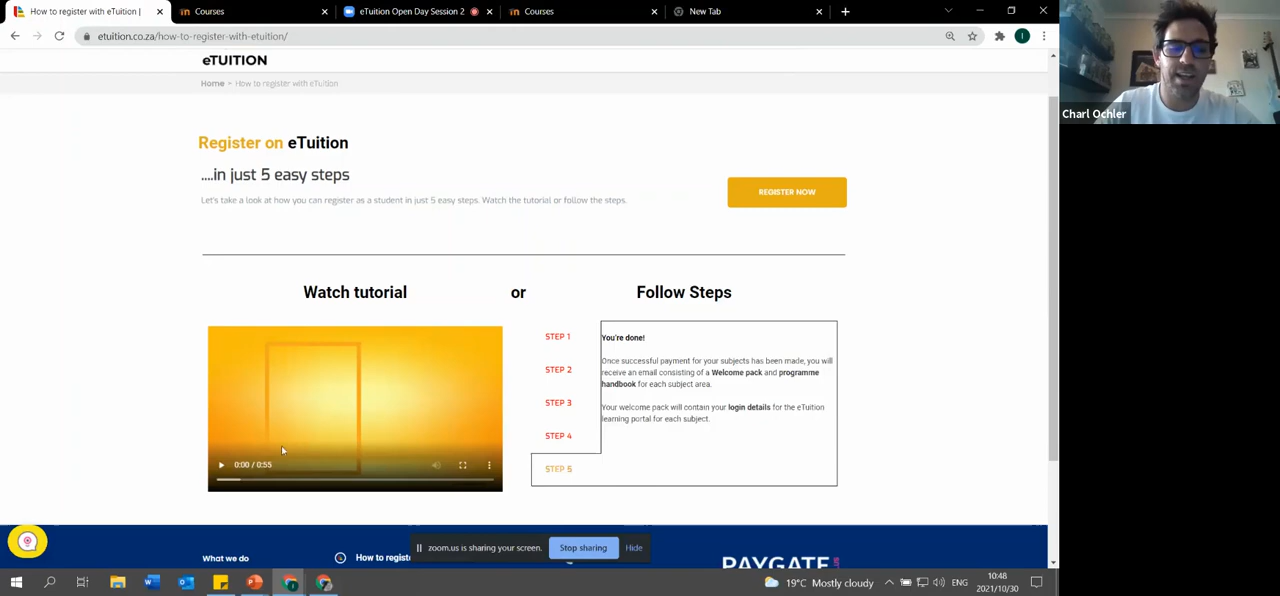 How to register with eTuition |
Courses
eTuition Open Day Session 2
Courses
New Tab
etuition.co.za/how-to-register-with-etuition/
eTUITION
Home » How to register with eTuition
Register on eTuition
....in just 5 easy steps
Let's take a look at how you can register as a student in just 5 easy steps. Watch the tutorial or follow the steps.
REGISTER NOW
Watch tutorial or Follow Steps
STEP 1
STEP 2
STEP 3
STEP 4
STEP 5
You're done!
Once successful payment for your subjects has been made, you will
receive an email consisting of a Welcome pack and programme
handbook for each subject area.
Your welcome pack will contain your login details for the eTuition
learning portal for each subject.
0:00 / 0:55
What we do
How to registe
PAYGATE
zoom.us is sharing your screen. Stop sharing Hide
19°C Mostly cloudy
ENG
10:48
2021/10/30
Charl Ochler